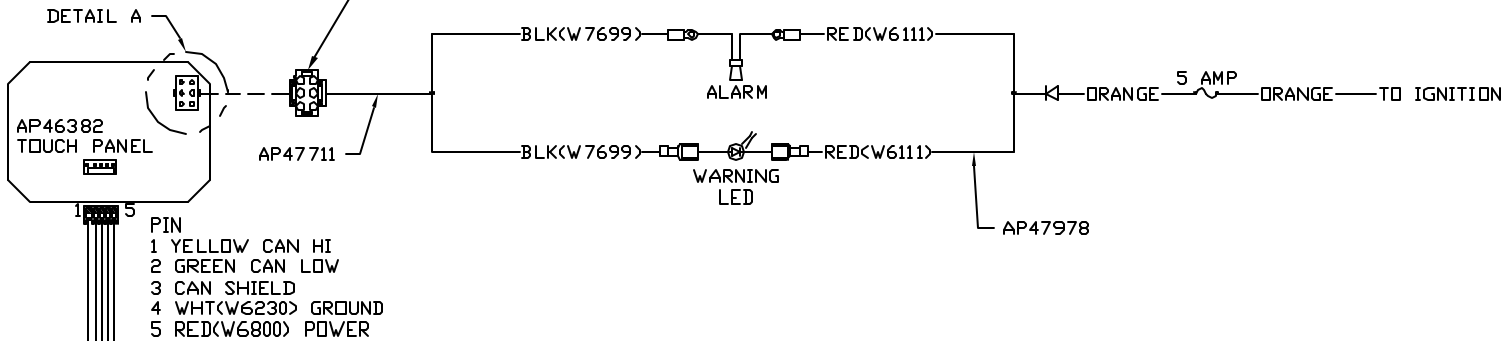 DETAIL A
BLK(W7699)
RED(W6111)
ALARM
5 AMP
ORANGE
ORANGE
TO IGNITION
AP46382
TOUCH PANEL
AP47711
BLK(W7699)
RED(W6111)
WARNING
LED
AP47978
1
5
PIN
1 YELLOW CAN HI
2 GREEN CAN LOW
3 CAN SHIELD
4 WHT(W6230) GROUND
5 RED(W6800) POWER